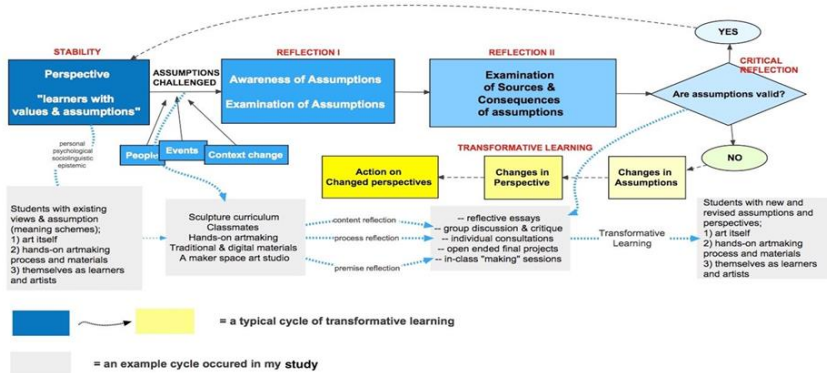 YES
STABILITY
REFLECTION I
REFLECTION II
CRITICAL
REFLECTION
Perspective
"learners with
values & assumptions"
ASSUMPTIONS
CHALLENGED
Awareness of Assumptions
Examination of Assumptions
Examination
of Sources &
Consequences
of assumptions
Are assumptions valid?
personal
psychological
sociolinguistic
epistemic
People
Events
Context change
TRANSFORMATIVE LEARNING
Action on
Changed perspectives
Changes in
Perspective
Changes in
Assumptions
NO
Students with existing
views & assumption
(meaning schemes);
1) art itself
2) hands-on artmaking
process and materials
3) themselves as learners
and artists
Sculpture curriculum
Classmates
Hands-on artmaking
Traditional & digital materials
A maker space art studio
content reflection
process reflection
premise reflection
-- reflective essays
-- group discussion & critique
-- individual consultations
-- open ended final projects
-- in-class "making" sessions
Transformative
Learning
Students with new and
revised assumptions and
perspectives;
1) art itself
2) hands-on artmaking
process and materials
3) themselves as learners
and artists
= a typical cycle of transformative learning
= an example cycle occured in my study